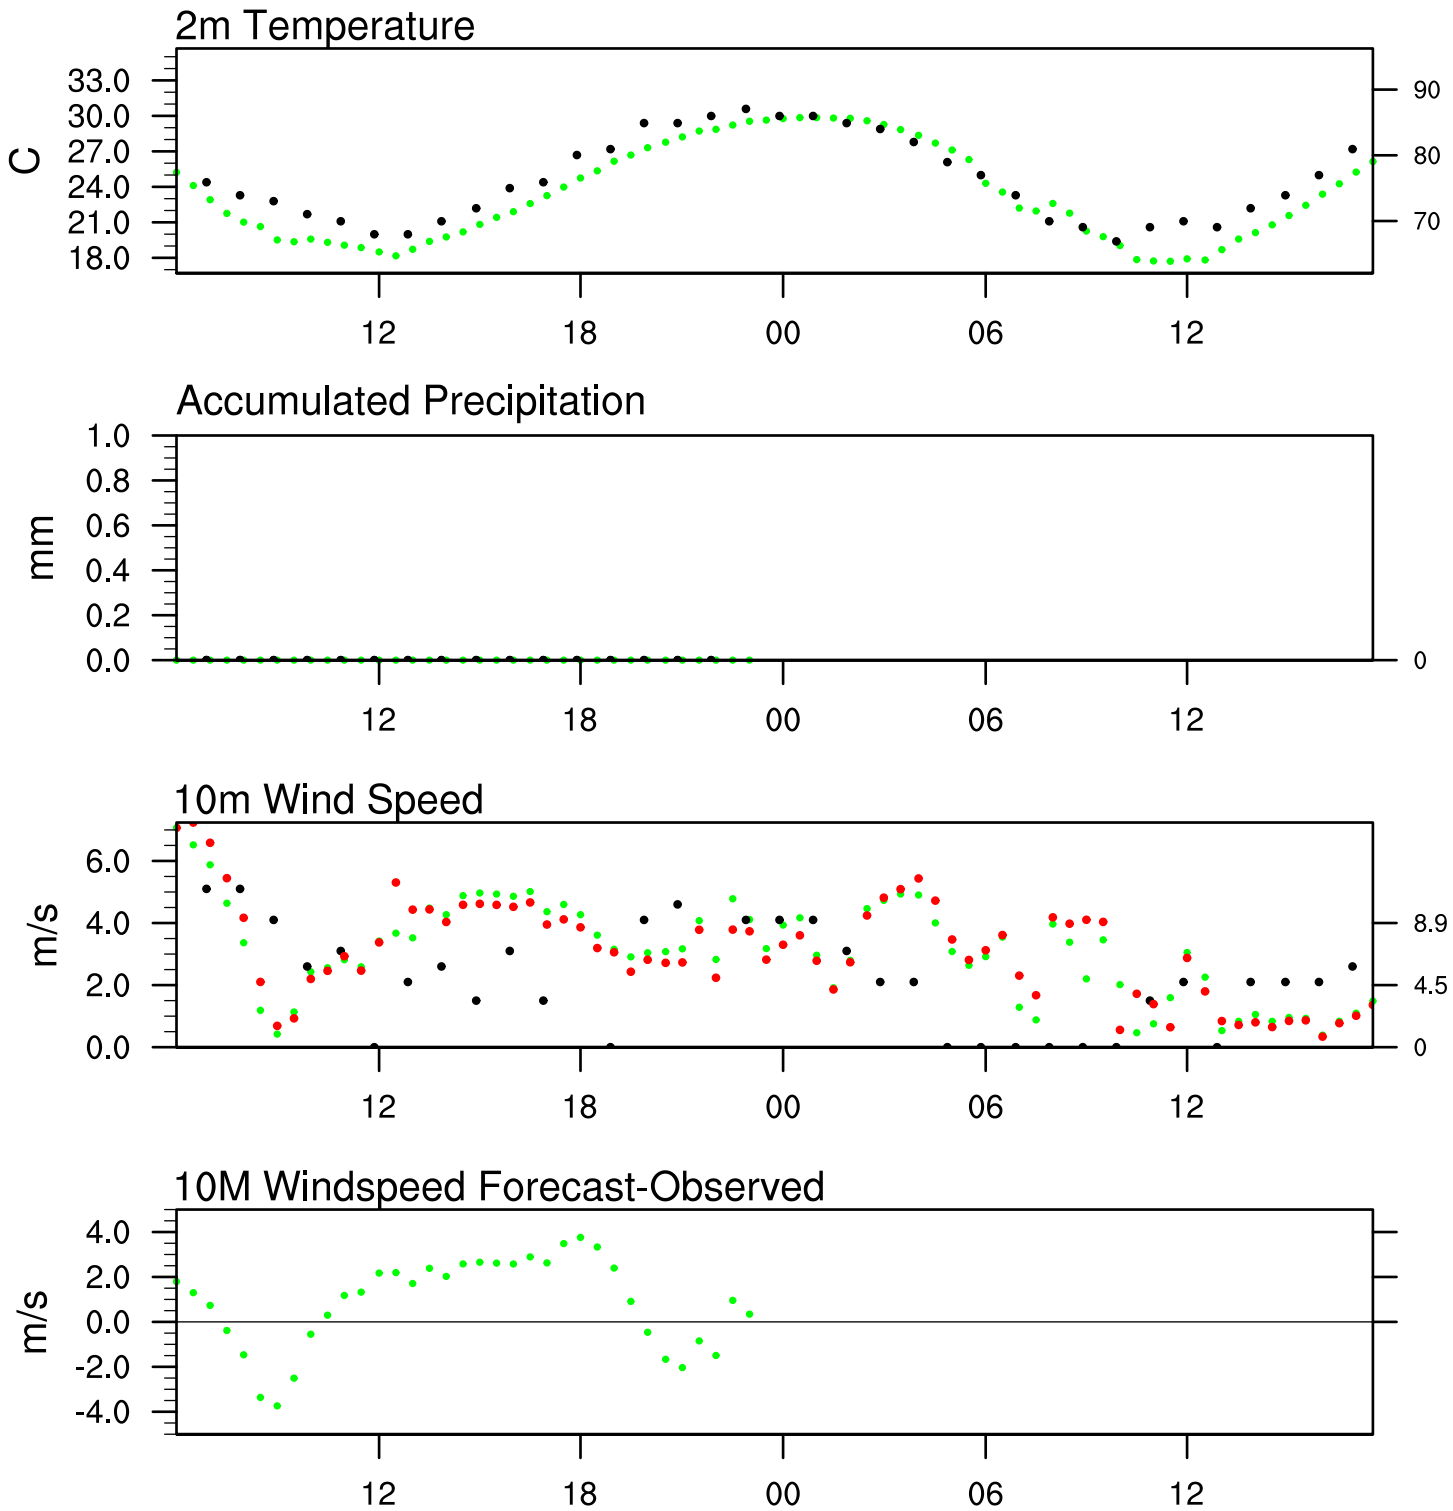 2m Temperature
33.0
30.0
27.0
24.0
21.0
18.0
C
90
80
70
12 18 00 06 12
Accumulated Precipitation
1.0
0.8
0.6
0.4
0.2
0.0
mm
0
12 18 00 06 12
10m Wind Speed
6.0
4.0
2.0
0.0
m/s
8.9
4.5
0
12 18 00 06 12
10M Windspeed Forecast-Observed
4.0
2.0
0.0
-2.0
-4.0
m/s
12 18 00 06 12